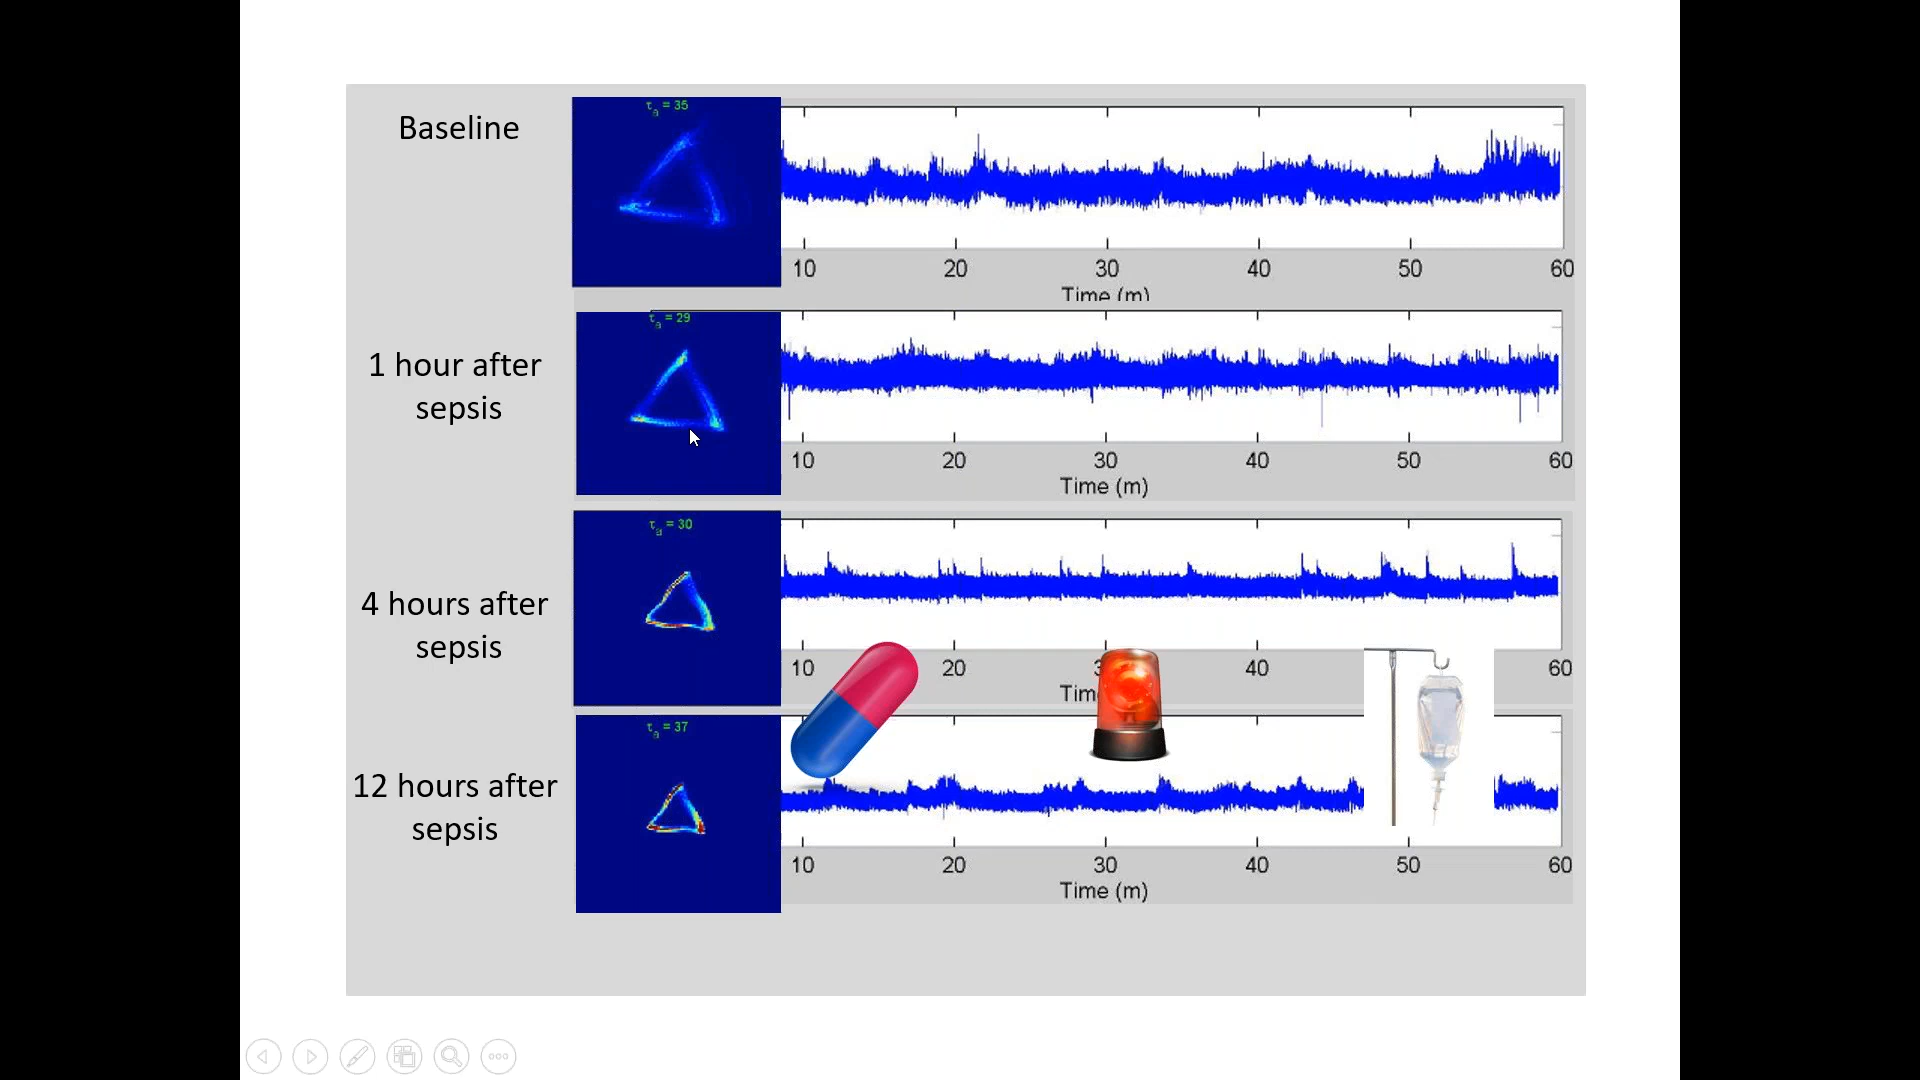 Baseline
τa = 35
10 20 30 40 50 60
Time (m)
1 hour after
sepsis
τa = 29
10 20 30 40 50 60
Time (m)
4 hours after
sepsis
τa = 30
10 40 60
Tim
12 hours after
sepsis
τa = 37
10 20 30 40 50 60
Time (m)